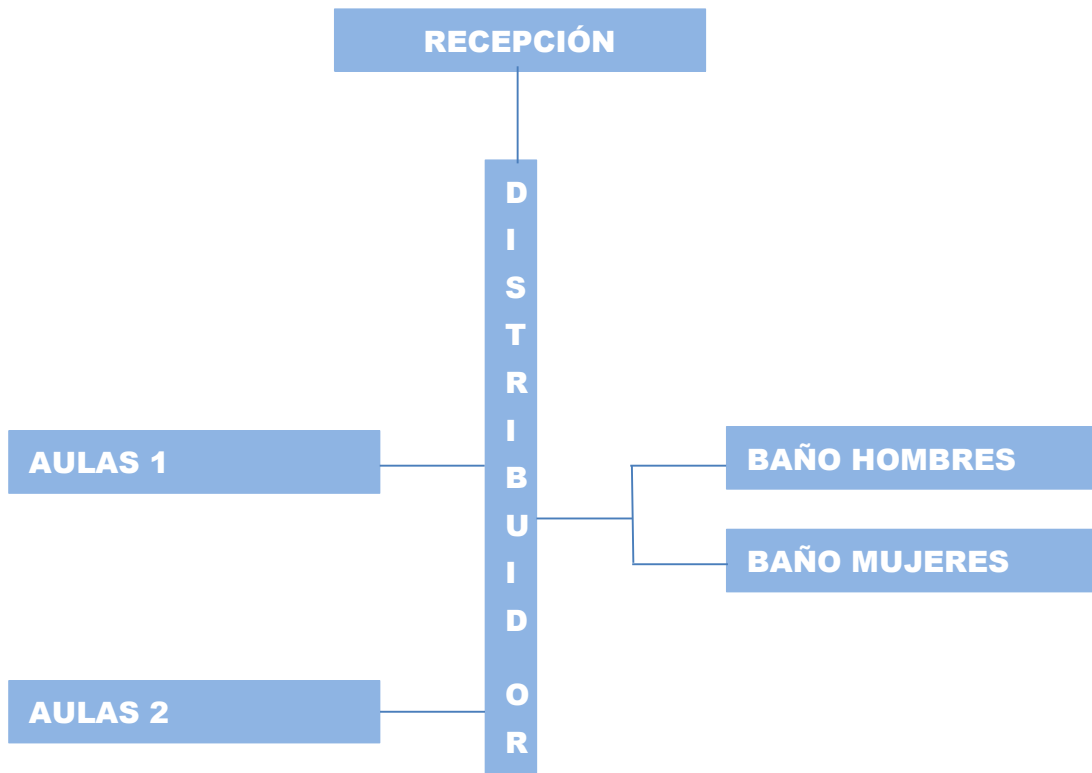 RECEPCIÓN
D
I
S
T
R
I
B
U
I
D
O
R
AULAS 1
BAÑO HOMBRES
BAÑO MUJERES
AULAS 2